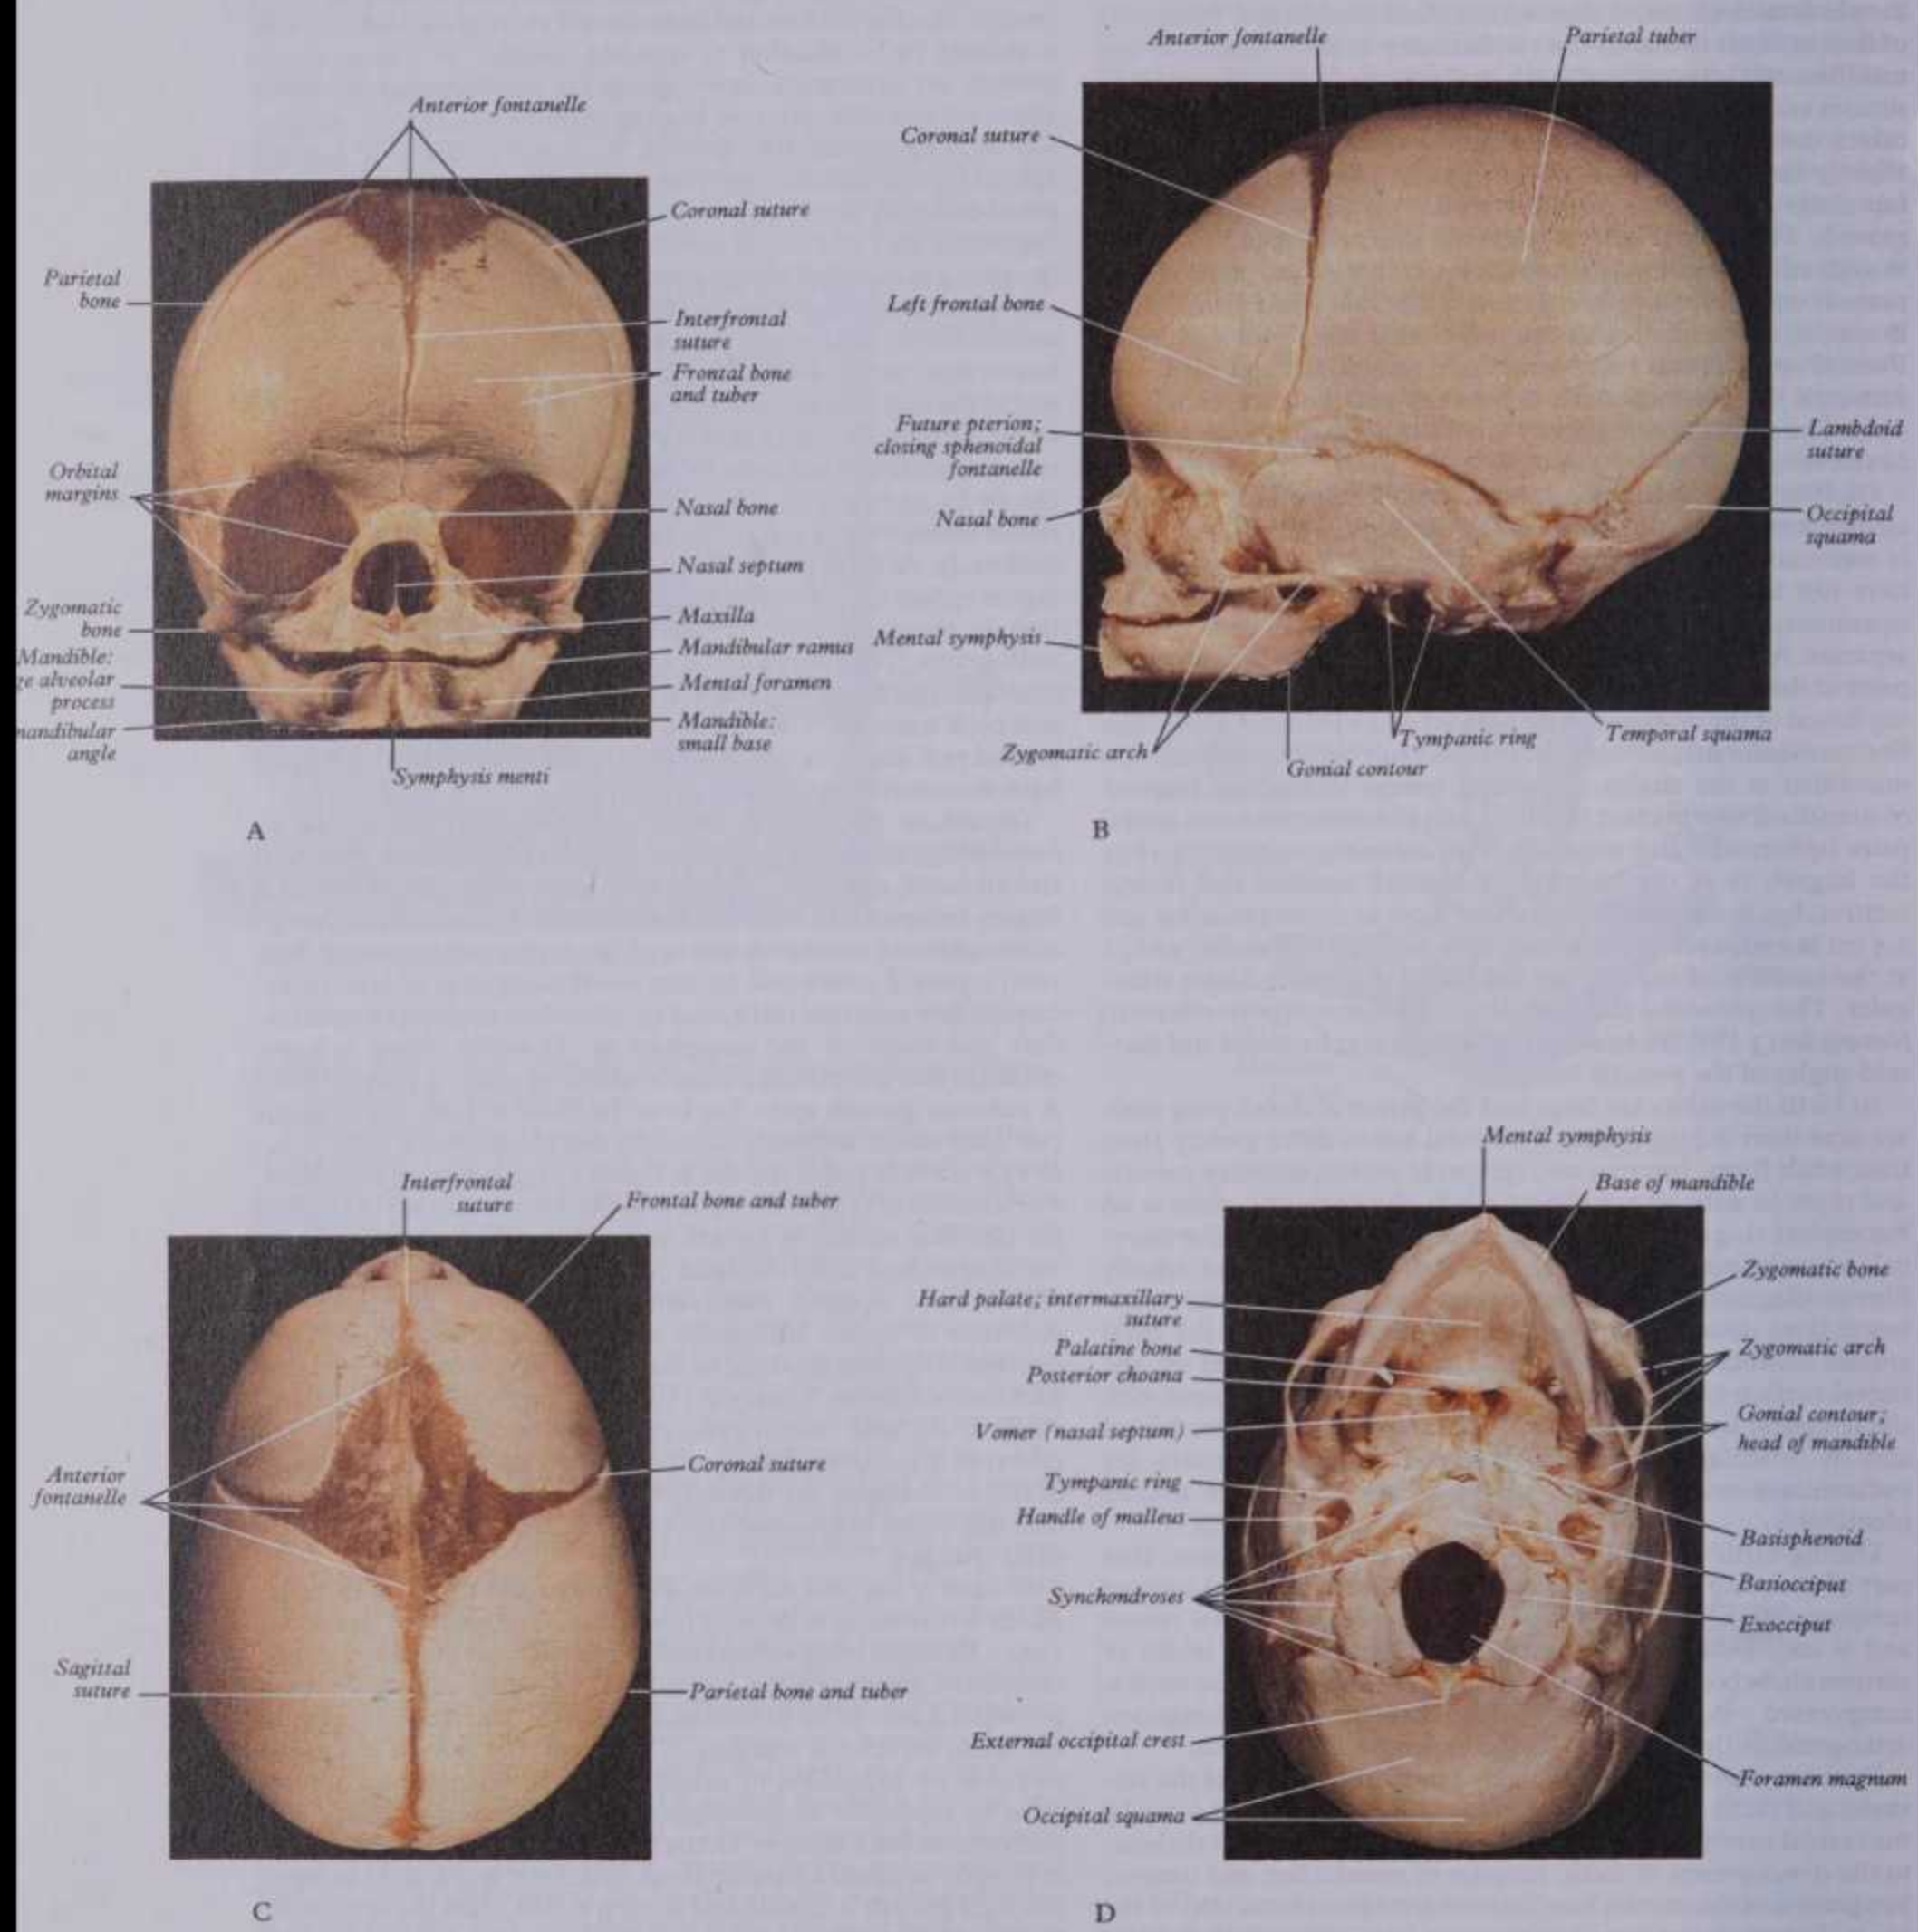 Anterior fontanelle
Coronal suture
Parietal
bone
Interfrontal
suture
Frontal bone
and tuber
Orbital
margins
Nasal bone
Nasal septum
Zygomatic
bone
Maxilla
Mandibular ramus
Mandible:
alveolar
process
Mental foramen
Mandible:
small base
mandibular
angle
Symphysis menti
A
Anterior fontanelle
Parietal tuber
Coronal suture
Left frontal bone
Future pterion;
closing sphenoidal
fontanelle
Lambdoid
suture
Nasal bone
Occipital
squama
Mental symphysis
Zygomatic arch
Gonial contour
Tympanic ring
Temporal squama
B
Interfrontal
suture
Frontal bone and tuber
Anterior
fontanelle
Coronal suture
Sagittal
suture
Parietal bone and tuber
C
Mental symphysis
Base of mandible
Zygomatic bone
Hard palate; intermaxillary
suture
Palatine bone
Posterior choana
Zygomatic arch
Vomer (nasal septum)
Gonial contour;
head of mandible
Tympanic ring
Handle of malleus
Basisphenoid
Synchondroses
Basiocciput
Exocciput
External occipital crest
Foramen magnum
Occipital squama
D